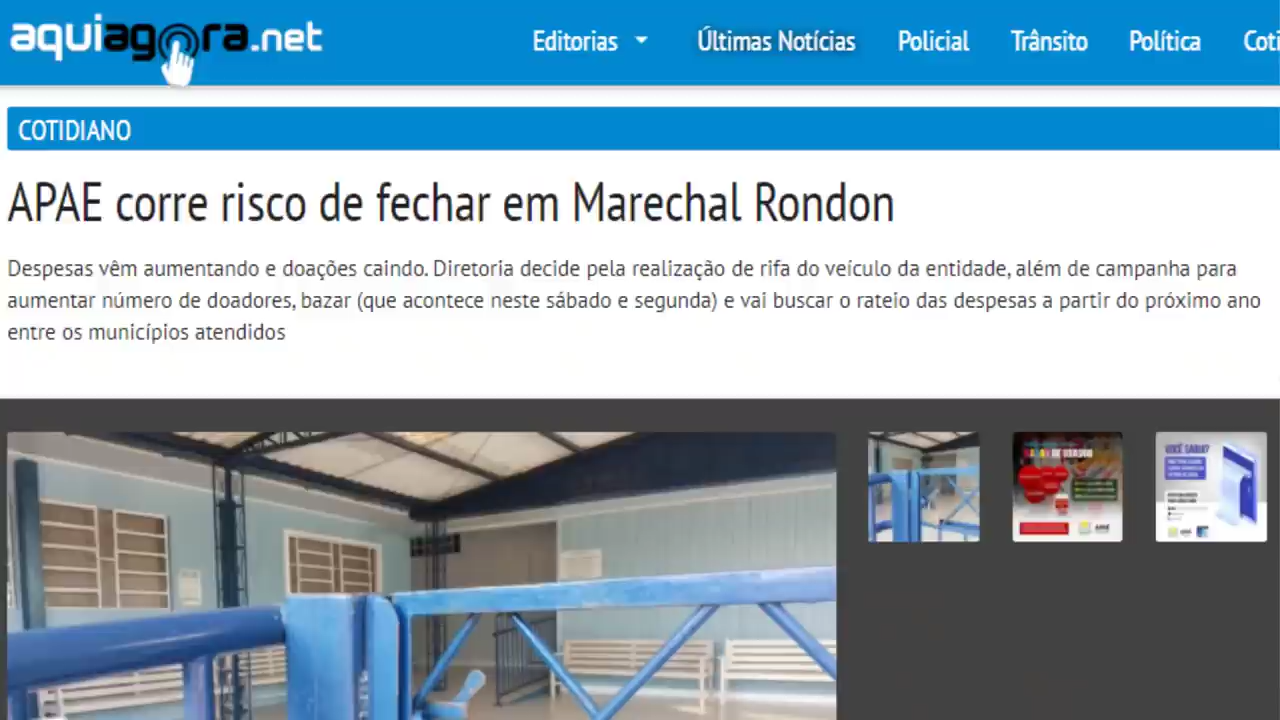 aquiagora.net
Editorias Últimas Notícias Policial Trânsito Política Coti
COTIDIANO
APAE corre risco de fechar em Marechal Rondon
Despesas vêm aumentando e doações caindo. Diretoria decide pela realização de rifa do veículo da entidade, além de campanha para
aumentar número de doadores, bazar (que acontece neste sábado e segunda) e vai buscar o rateio das despesas a partir do próximo ano
entre os municípios atendidos
VOCÊ SABIA?